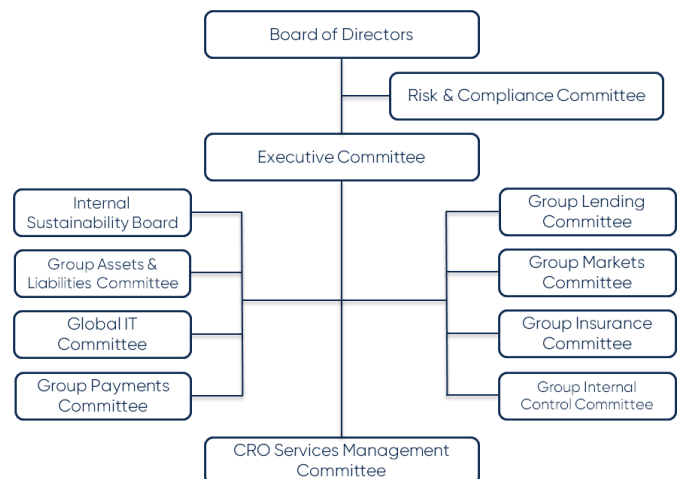 Board of Directors
Risk & Compliance Committee
Executive Committee
Internal
Sustainability Board
Group Assets &
Liabilities Committee
Global IT
Committee
Group Payments
Committee
Group Lending
Committee
Group Markets
Committee
Group Insurance
Committee
Group Internal
Control Committee
CRO Services Management
Committee